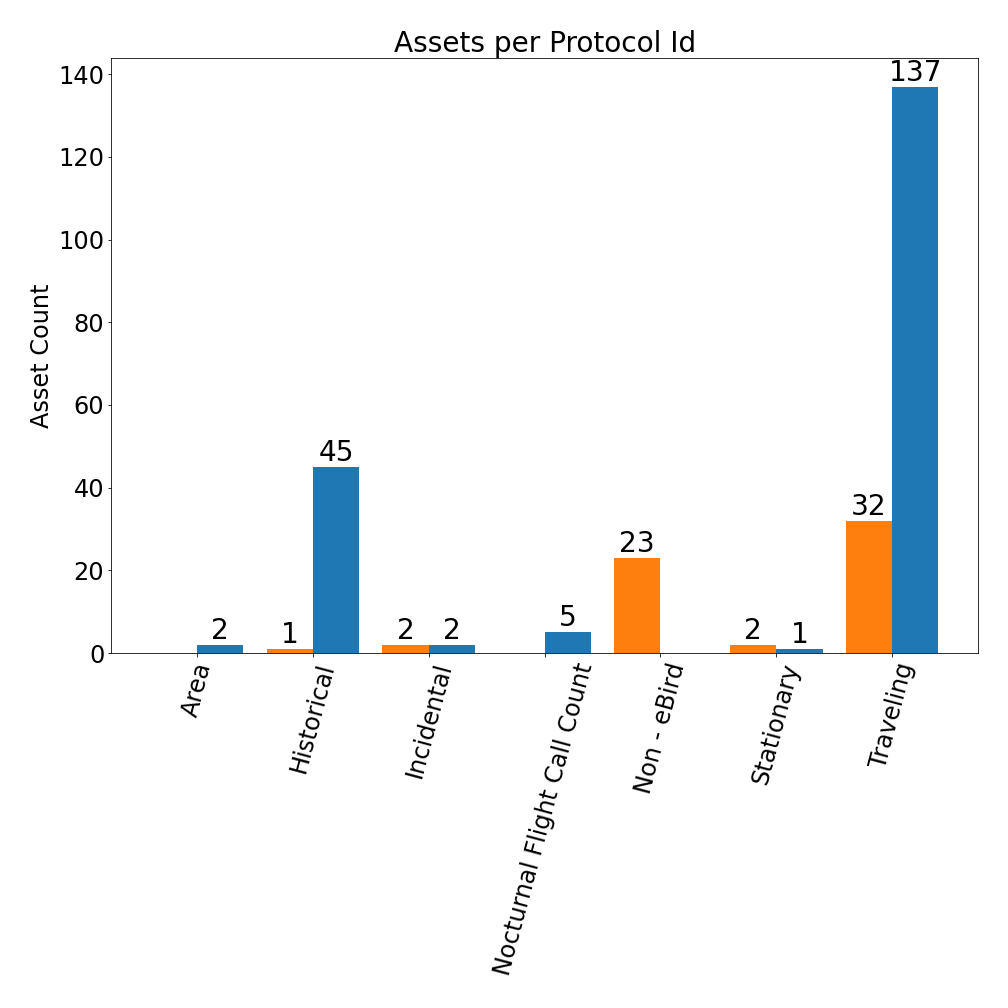 Assets per Protocol Id
Asset Count
140
120
100
80
60
40
20
0
2
1
45
2
2
5
23
2
1
32
137
Area
Historical
Incidental
Nocturnal Flight Call Count
Non - eBird
Stationary
Traveling